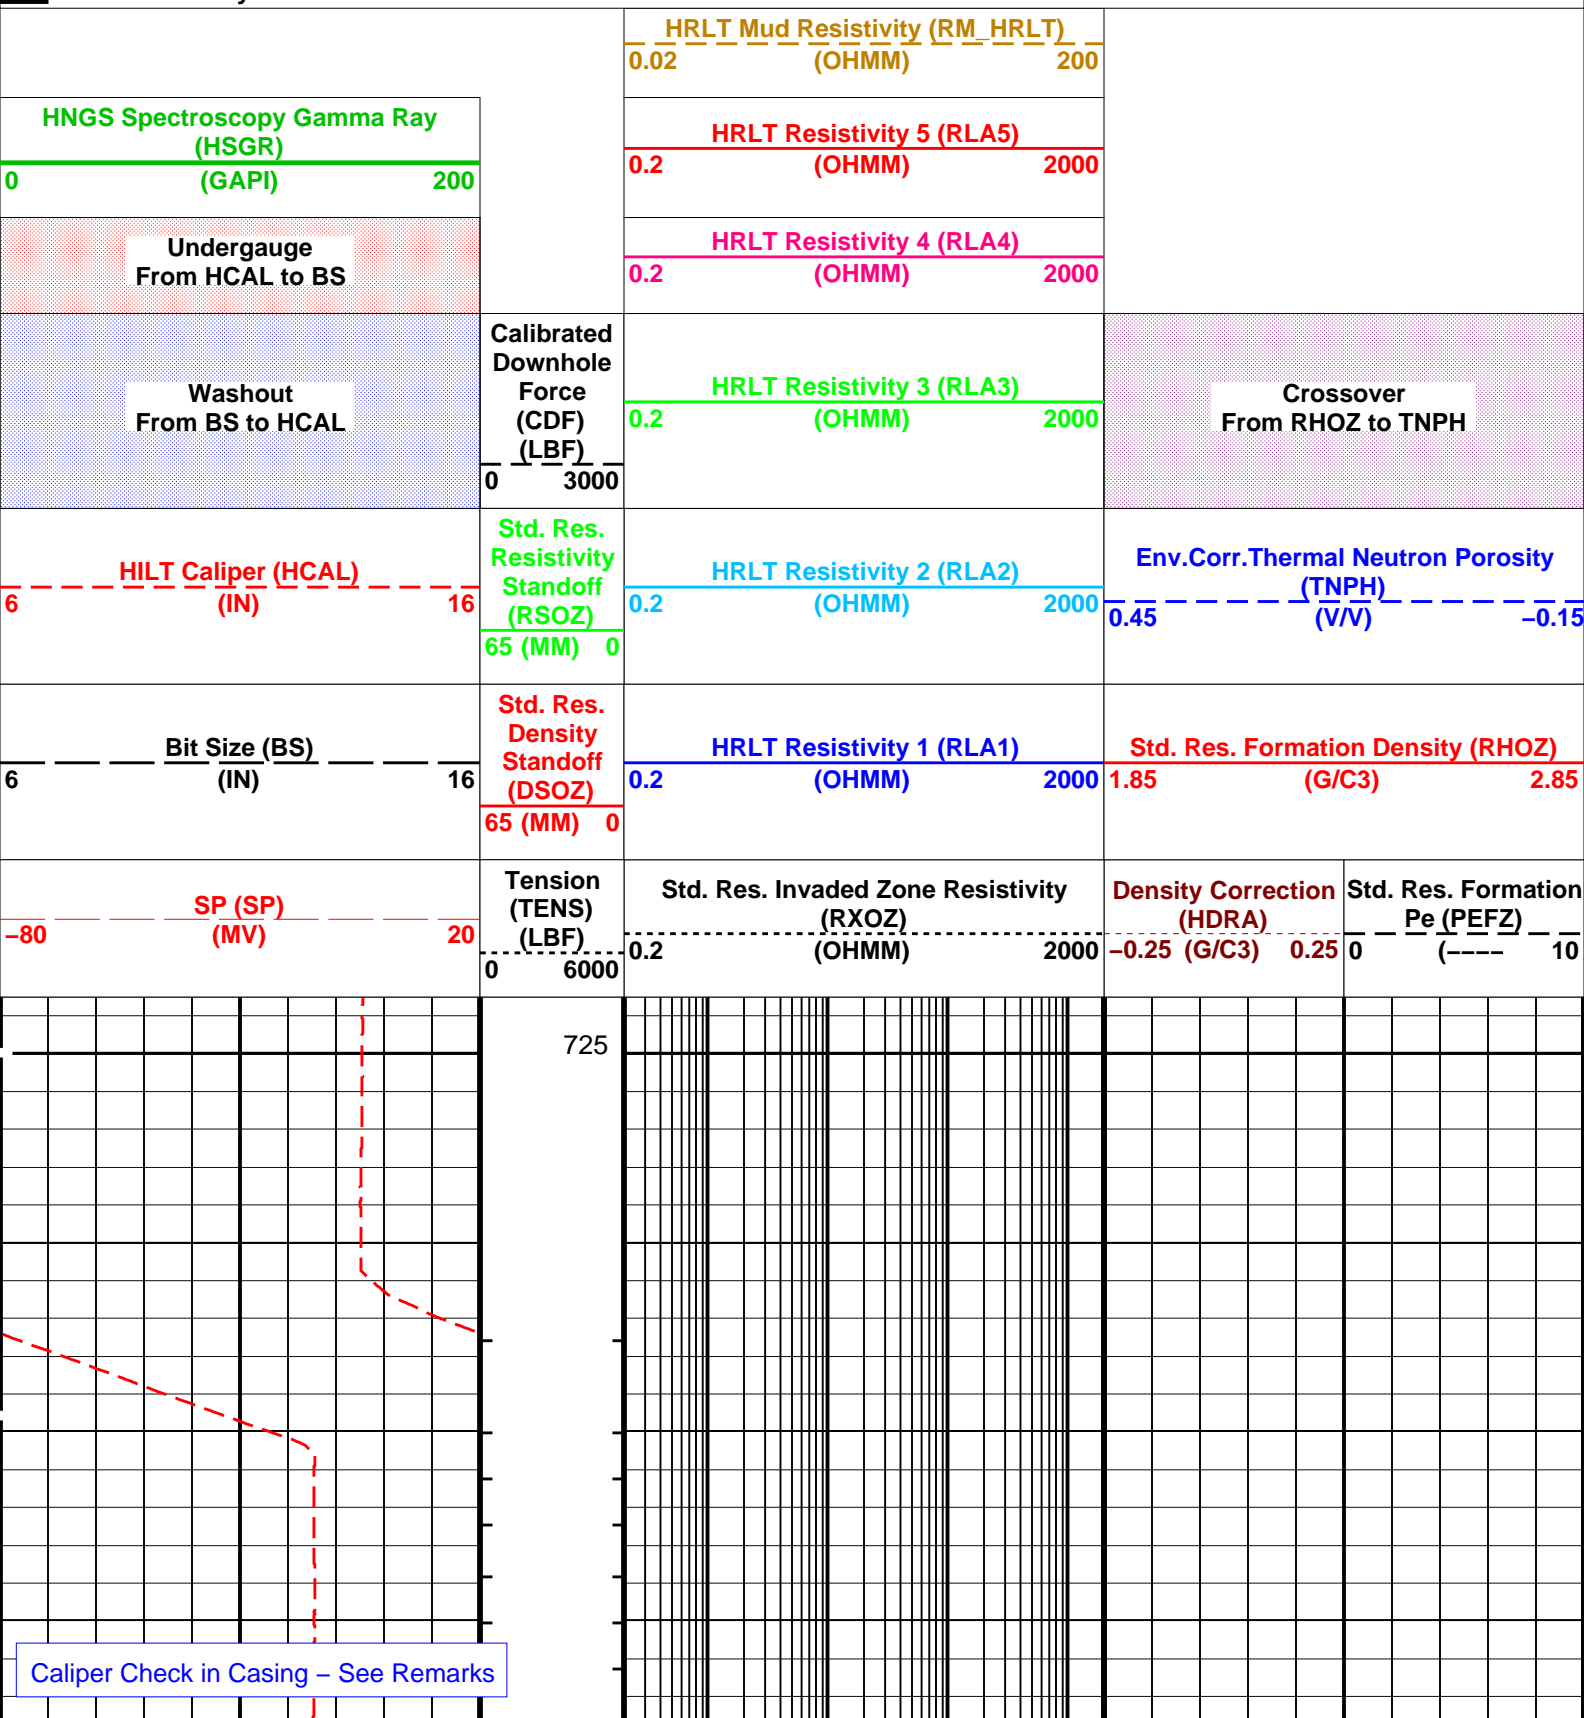 HRLT Mud Resistivity (RM_HRLT)
0.02 (OHMM) 200
HNGS Spectroscopy Gamma Ray
(HSGR)
0 (GAPI) 200
HRLT Resistivity 5 (RLA5)
0.2 (OHMM) 2000
Undergauge
From HCAL to BS
HRLT Resistivity 4 (RLA4)
0.2 (OHMM) 2000
Washout
From BS to HCAL
Calibrated
Downhole
Force
(CDF)
(LBF)
0 3000
HRLT Resistivity 3 (RLA3)
0.2 (OHMM) 2000
Crossover
From RHOZ to TNPH
HILT Caliper (HCAL)
6 (IN) 16
Std. Res.
Resistivity
Standoff
(RSOZ)
65 (MM) 0
HRLT Resistivity 2 (RLA2)
0.2 (OHMM) 2000
Env.Corr.Thermal Neutron Porosity
(TNPH)
0.45 (V/V) −0.15
Bit Size (BS)
6 (IN) 16
Std. Res.
Density
Standoff
(DSOZ)
65 (MM) 0
HRLT Resistivity 1 (RLA1)
0.2 (OHMM) 2000
Std. Res. Formation Density (RHOZ)
1.85 (G/C3) 2.85
SP (SP)
−80 (MV) 20
Tension
(TENS)
(LBF)
0 6000
Std. Res. Invaded Zone Resistivity
(RXOZ)
0.2 (OHMM) 2000
Density Correction
(HDRA)
−0.25 (G/C3) 0.25
Std. Res. Formation
Pe (PEFZ)
0 (−−−− 10
725
Caliper Check in Casing − See Remarks